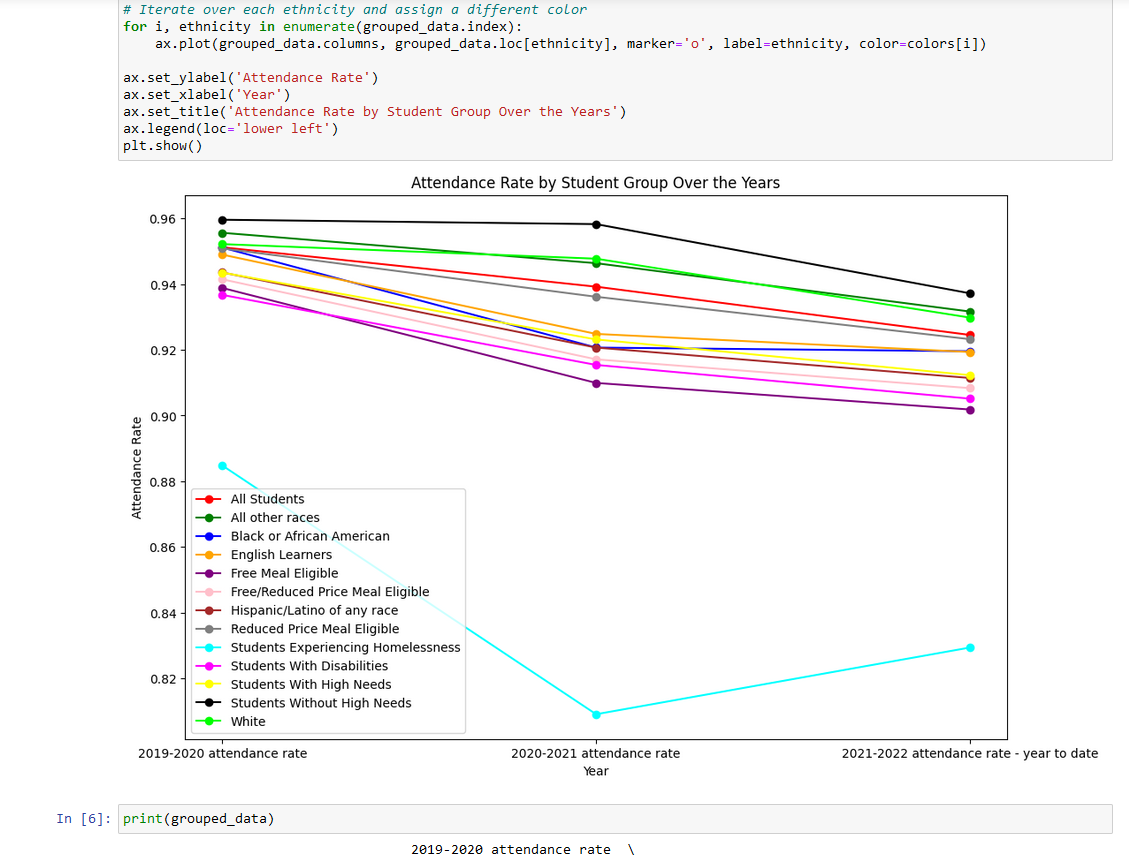 # Iterate over each ethnicity and assign a different color
for i, ethnicity in enumerate(grouped_data.index):
    ax.plot(grouped_data.columns, grouped_data.loc[ethnicity], marker='o', label=ethnicity, color=colors[i])
ax.set_ylabel('Attendance Rate')
ax.set_xlabel('Year')
ax.set_title('Attendance Rate by Student Group Over the Years')
ax.legend(loc='lower left')
plt.show()
Attendance Rate by Student Group Over the Years
0.96
0.94
0.92
0.90
0.88
0.86
0.84
0.82
Attendance Rate
All Students
All other races
Black or African American
English Learners
Free Meal Eligible
Free/Reduced Price Meal Eligible
Hispanic/Latino of any race
Reduced Price Meal Eligible
Students Experiencing Homelessness
Students With Disabilities
Students With High Needs
Students Without High Needs
White
2019-2020 attendance rate 2020-2021 attendance rate 2021-2022 attendance rate - year to date
Year
In [6]: print(grouped_data)
2019-2020 attendance rate \